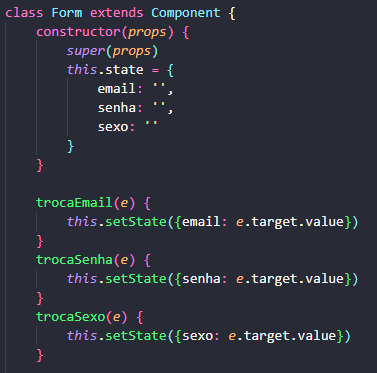 class Form extends Component {
    constructor(props) {
        super(props)
        this.state = {
            email: '',
            senha: '',
            sexo: ''
        }
    }

    trocaEmail(e) {
        this.setState({email: e.target.value})
    }
    trocaSenha(e) {
        this.setState({senha: e.target.value})
    }
    trocaSexo(e) {
        this.setState({sexo: e.target.value})
    }